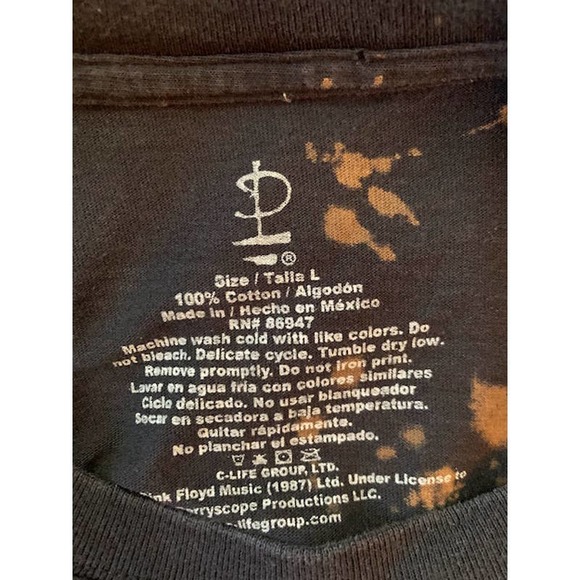 ®
Size / Talla L
100% Cotton / Algodón
Made in / Hecho en México
RN# 86947
Machine wash cold with like colors. Do
not bleach. Delicate cycle. Tumble dry low.
Remove promptly. Do not iron print.
Lavar en agua fria con colores similares
Ciclo delicado. No usar blanqueador
Secar en secadora a baja temperatura.
Quitar rápidamante.
No planchar el estampado.
C-LIFE GROUP, LTD.
ink Floyd Music (1987) Ltd. Under License to
erryscope Productions LLC.
c-lifegroup.com